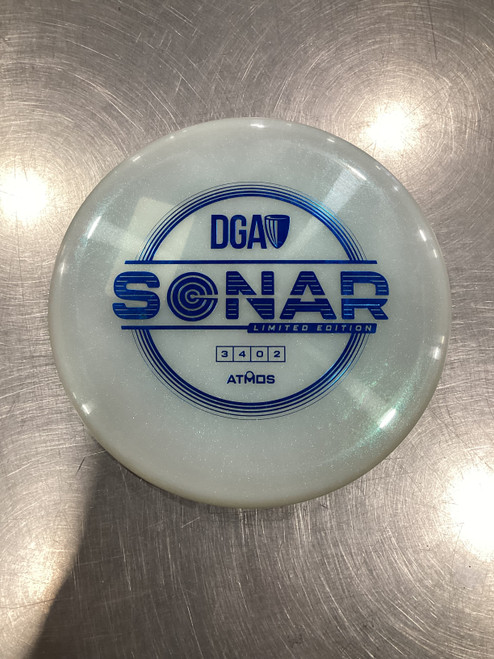 DGA
SONAR
LIMITED EDITION
3 4 0 2
ATMOS